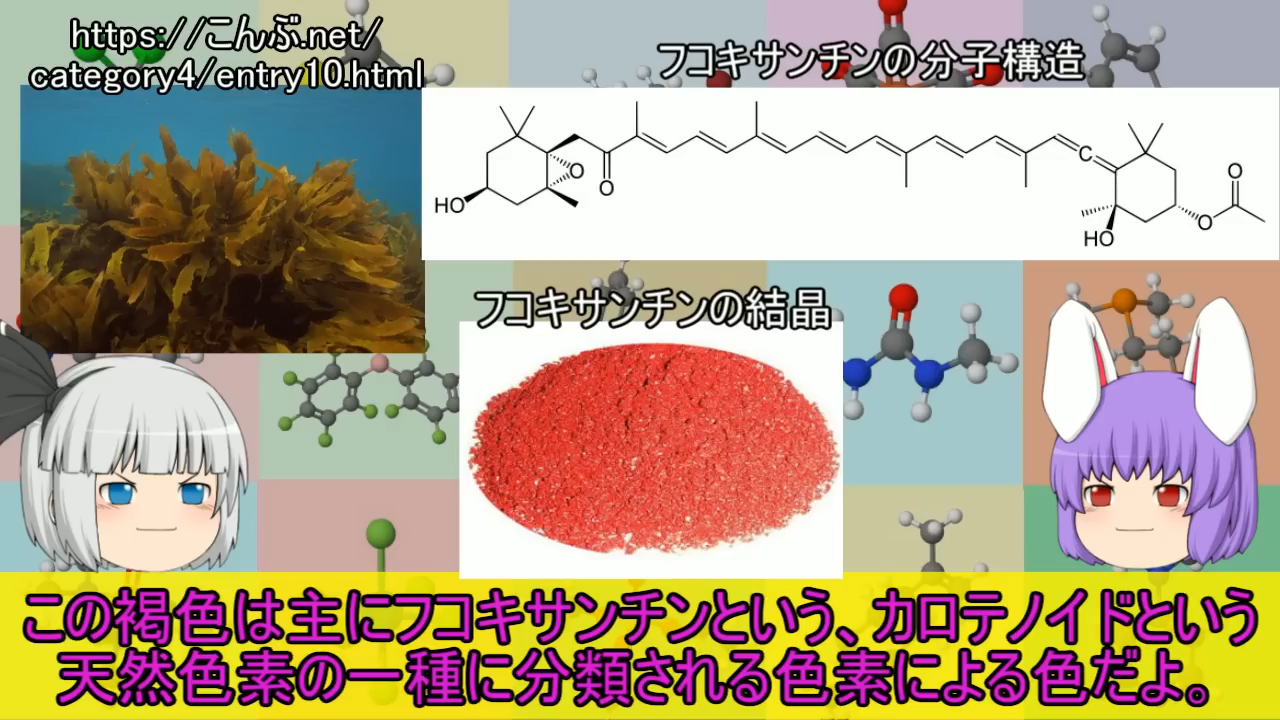 https://こんぶ.net/
category4/entry10.html
フコキサンチンの分子構造
HO
O
O
C
HO
O
O
フコキサンチンの結晶
この褐色は主にフコキサンチンという、カロテノイドという
天然色素の一種に分類される色素による色だよ。